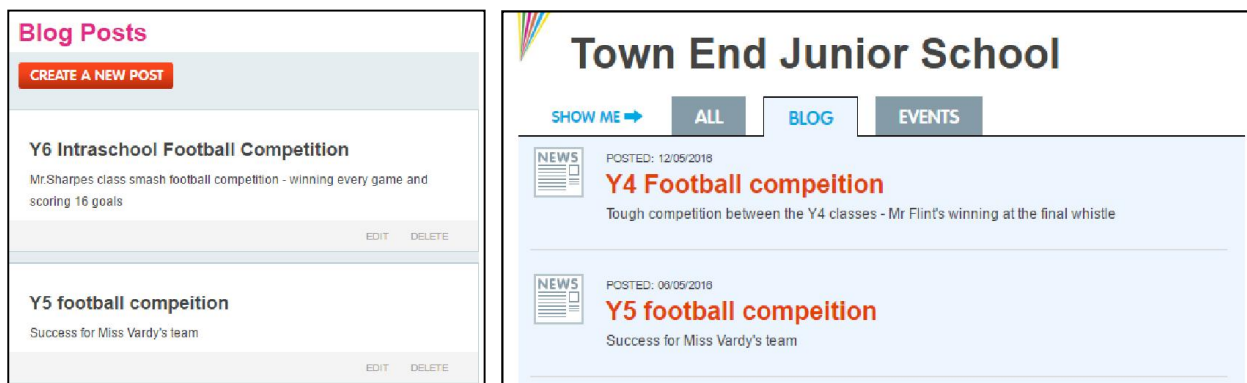 Blog Posts
CREATE A NEW POST
Y6 Intraschool Football Competition
Mr.Sharpes class smash football competition - winning every game and
scoring 16 goals
EDIT DELETE
Y5 football compeition
Success for Miss Vardy's team
EDIT DELETE
Town End Junior School
SHOW ME ALL BLOG EVENTS
NEWS
POSTED: 12/05/2016
Y4 Football compeition
Tough competition between the Y4 classes - Mr Flint's winning at the final whistle
NEWS
POSTED: 06/05/2016
Y5 football compeition
Success for Miss Vardy's team